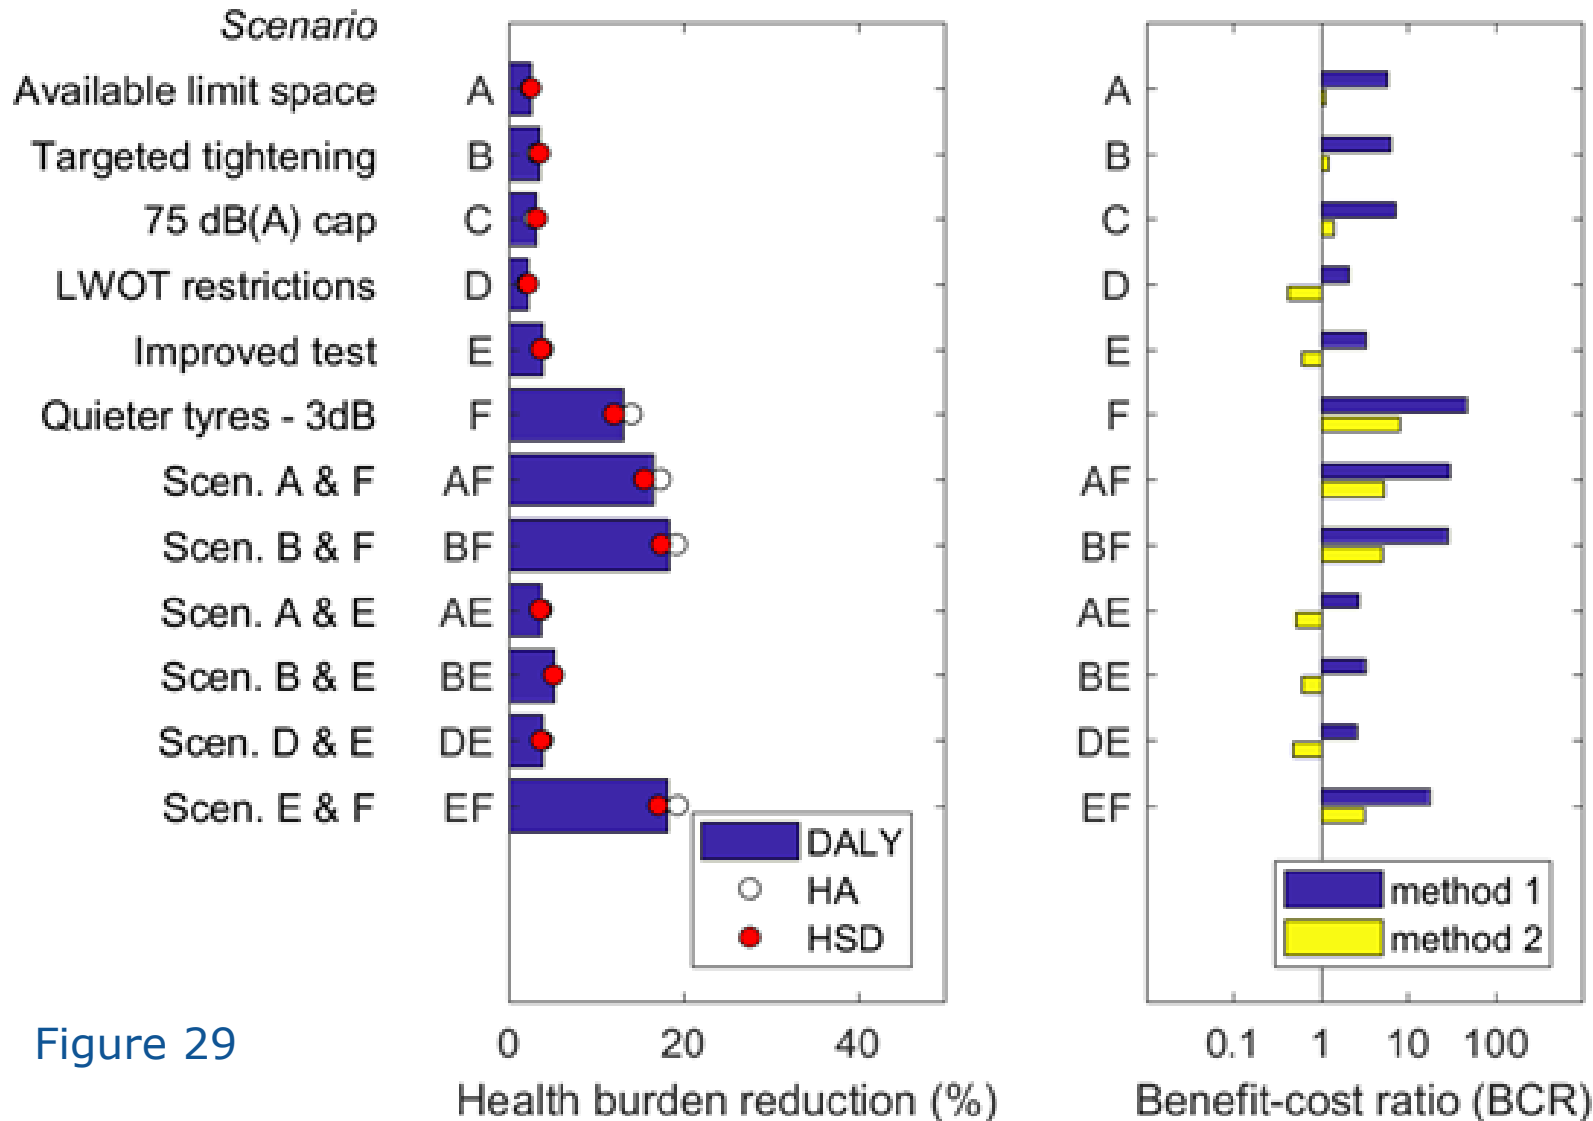 Scenario
Available limit space A A
Targeted tightening B B
75 dB(A) cap C C
LWOT restrictions D D
Improved test E E
Quieter tyres - 3dB F F
Scen. A & F AF AF
Scen. B & F BF BF
Scen. A & E AE AE
Scen. B & E BE BE
Scen. D & E DE DE
Scen. E & F EF EF
DALY
HA
HSD
method 1
method 2
0 20 40
0.1 1 10 100
Health burden reduction (%)
Benefit-cost ratio (BCR)
Figure 29